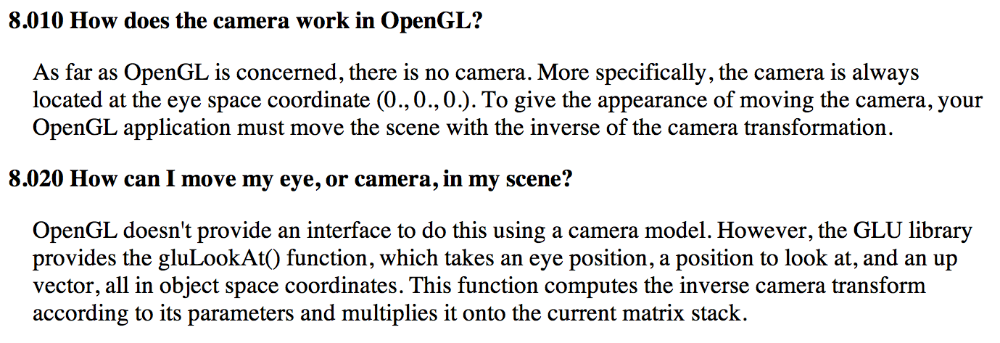 8.010 How does the camera work in OpenGL?
As far as OpenGL is concerned, there is no camera. More specifically, the camera is always
located at the eye space coordinate (0., 0., 0.). To give the appearance of moving the camera, your
OpenGL application must move the scene with the inverse of the camera transformation.
8.020 How can I move my eye, or camera, in my scene?
OpenGL doesn't provide an interface to do this using a camera model. However, the GLU library
provides the gluLookAt() function, which takes an eye position, a position to look at, and an up
vector, all in object space coordinates. This function computes the inverse camera transform
according to its parameters and multiplies it onto the current matrix stack.